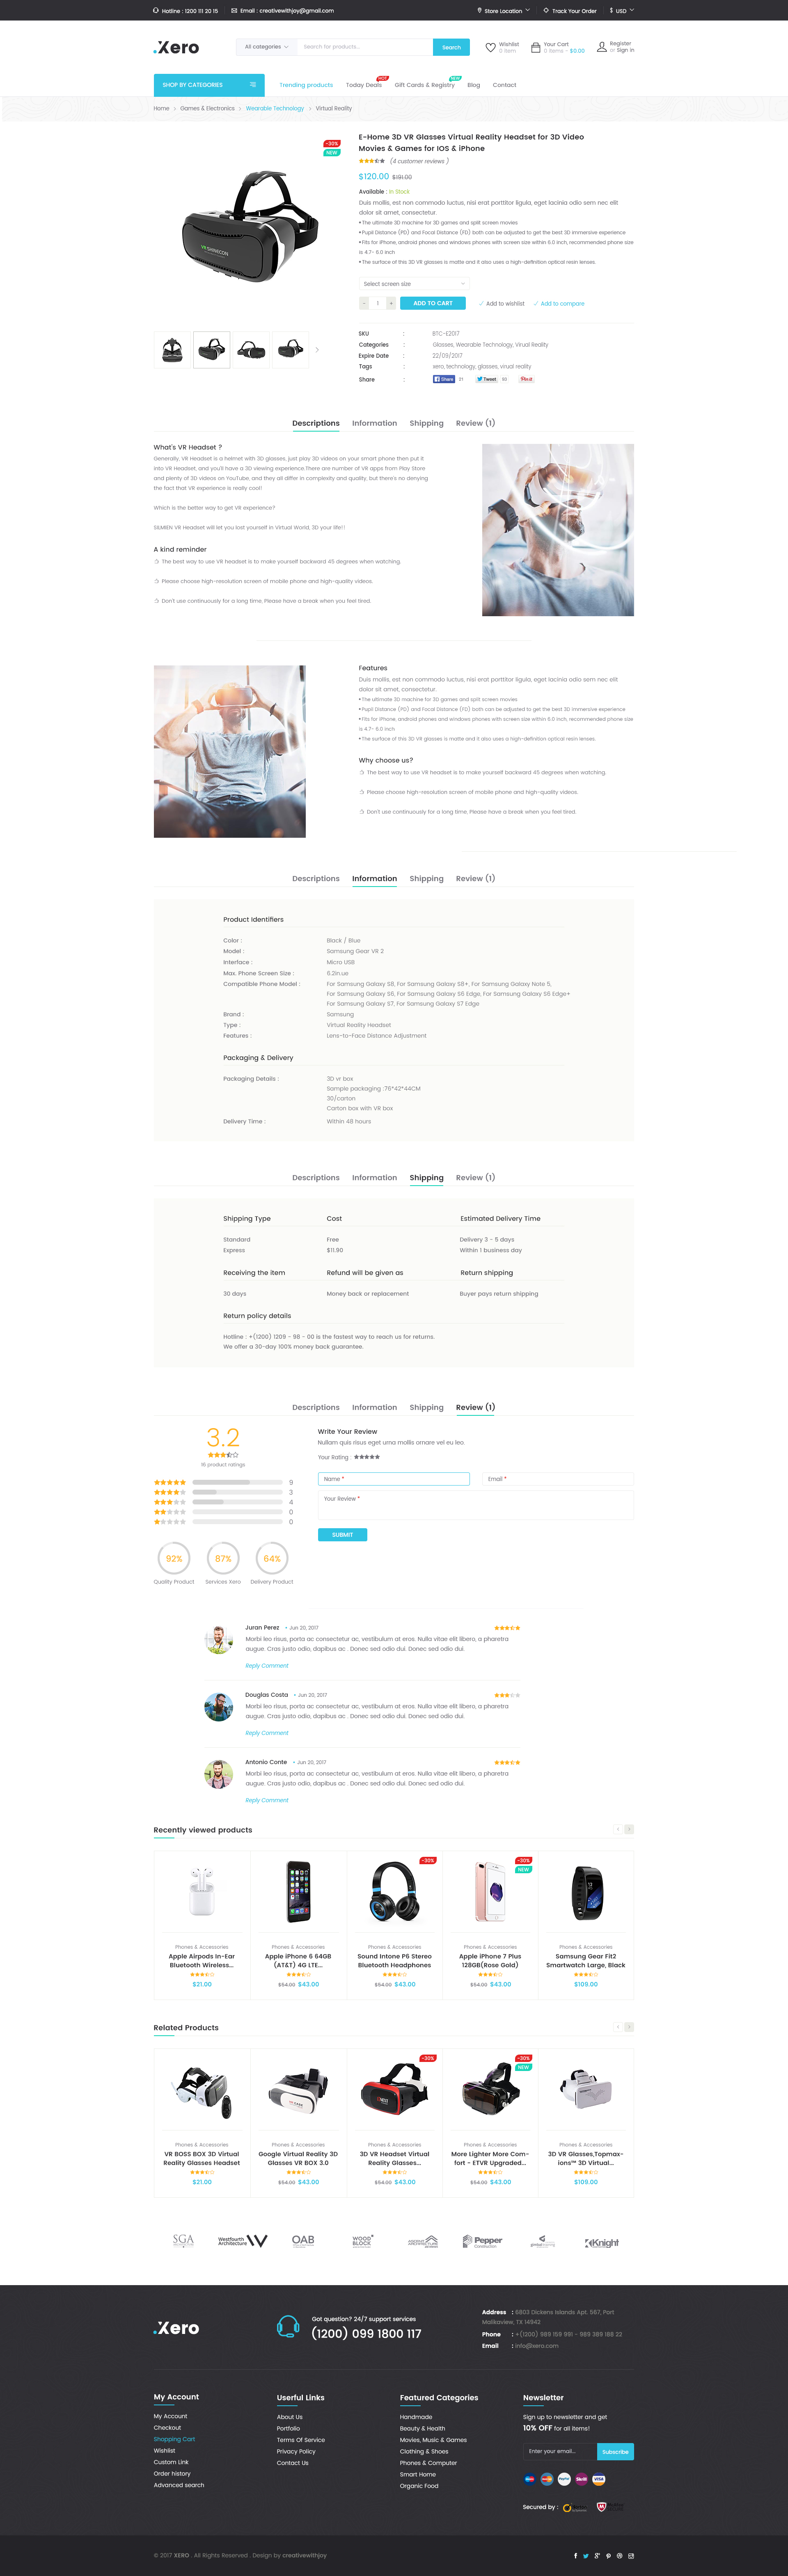 Hotline : 1200 111 20 15
Email : creativewithjoy@gmail.com
Store Location
Track Your Order
$ USD
.Xero
All categories
Search for products...
Search
Wishlist
0 Item
Your Cart
0 Items - $0.00
Register
or Sign in
SHOP BY CATEGORIES
Trending products
Today Deals
HOT
Gift Cards & Registry
NEW
Blog
Contact
Home > Games & Electronics > Wearable Technology > Virtual Reality
-30%
NEW
VR SHINECON
E-Home 3D VR Glasses Virtual Reality Headset for 3D Video
Movies & Games for IOS & iPhone
(4 customer reviews )
$120.00 $191.00
Available : In Stock
Duis mollis, est non commodo luctus, nisi erat porttitor ligula, eget lacinia odio sem nec elit
dolor sit amet, consectetur.
• The ultimate 3D machine for 3D games and split screen movies
• Pupil Distance (PD) and Focal Distance (FD) both can be adjusted to get the best 3D immersive experience
• Fits for iPhone, android phones and windows phones with screen size within 6.0 inch, recommended phone size
is 4.7- 6.0 inch
• The surface of this 3D VR glasses is matte and it also uses a high-definition optical resin lenses.
Select screen size
- 1 +
ADD TO CART
Add to wishlist
Add to compare
SKU : BTC-E2017
Categories : Glasses, Wearable Technology, Virual Reality
Expire Date : 22/09/2017
Tags : xero, technology, glasses, virual reality
Share :
Share 21
Tweet 99
Pin it
Descriptions
Information
Shipping
Review (1)
What's VR Headset ?
Generally, VR Headset is a helmet with 3D glasses, just play 3D videos on your smart phone then put it
into VR Headset, and you'll have a 3D viewing experience.There are number of VR apps from Play Store
and plenty of 3D videos on YouTube, and they all differ in complexity and quality, but there's no denying
the fact that VR experience is really cool!
Which is the better way to get VR experience?
SIMBEN VR Headset will let you lost yourself in Virtual World, 3D your life!!
A kind reminder
The best way to use VR headset is to make yourself backward 45 degrees when watching.
Please choose high-resolution screen of mobile phone and high-quality videos.
Don't use continuously for a long time, Please have a break when you feel tired
Features
Duis mollis, est non commodo luctus, nisi erat porttitor ligula, eget lacinia odio sem nec elit
dolor sit amet, consectetur.
• The ultimate 3D machine for 3D games and split screen movies
• Pupil Distance (PD) and Focal Distance (FD) both can be adjusted to get the best 3D immersive experience
• Fits for iPhone, android phones and windows phones with screen size within 6.0 inch, recommended phone size
is 4.7- 6.0 inch
• The surface of this 3D VR glasses is matte and it also uses a high-definition optical resin lenses.
Why choose us?
The best way to use VR headset is to make yourself backward 45 degrees when watching.
Please choose high-resolution screen of mobile phone and high-quality videos.
Don't use continuously for a long time, Please have a break when you feel tired
Descriptions
Information
Shipping
Review (1)
Product Identifiers
Color : Black / Blue
Model : Samsung Gear VR 2
Interface : Micro USB
Max. Phone Screen Size : 6.2in.ue
Compatible Phone Model : For Samsung Galaxy S8, For Samsung Galaxy S8+, For Samsung Galaxy Note 5,
For Samsung Galaxy S6, For Samsung Galaxy S6 Edge, For Samsung Galaxy S6 Edge+
For Samsung Galaxy S7, For Samsung Galaxy S7 Edge
Brand : Samsung
Type : Virtual Reality Headset
Features : Lens-to-Face Distance Adjustment
Packaging & Delivery
Packaging Details : 3D vr box
Sample packaging :76*42*44CM
30/carton
Carton box with VR box
Delivery Time : Within 48 hours
Descriptions
Information
Shipping
Review (1)
Shipping Type
Cost
Estimated Delivery Time
Standard
Free
Delivery 3 - 5 days
Express
$11.90
Within 1 business day
Receiving the item
Refund will be given as
Return shipping
30 days
Money back or replacement
Buyer pays return shipping
Return policy details
Hotline : +(1200) 1209 - 98 - 00 is the fastest way to reach us for returns.
We offer a 30-day 100% money back guarantee.
Descriptions
Information
Shipping
Review (1)
3.2
16 product ratings
9
3
4
0
0
92%
87%
64%
Quality Product
Services Xero
Delivery Product
Write Your Review
Nullam quis risus eget urna mollis ornare vel eu leo.
Your Rating :
Name *
Email *
Your Review *
SUBMIT
Juran Perez • Jun 20, 2017
Morbi leo risus, porta ac consectetur ac, vestibulum at eros. Nulla vitae elit libero, a pharetra
augue. Cras justo odio, dapibus ac . Donec sed odio dui. Donec sed odio dui.
Reply Comment
Douglas Costa • Jun 20, 2017
Morbi leo risus, porta ac consectetur ac, vestibulum at eros. Nulla vitae elit libero, a pharetra
augue. Cras justo odio, dapibus ac . Donec sed odio dui. Donec sed odio dui.
Reply Comment
Antonio Conte • Jun 20, 2017
Morbi leo risus, porta ac consectetur ac, vestibulum at eros. Nulla vitae elit libero, a pharetra
augue. Cras justo odio, dapibus ac . Donec sed odio dui. Donec sed odio dui.
Reply Comment
Recently viewed products
Phones & Accessories
Apple Airpods In-Ear
Bluetooth Wireless...
$21.00
Phones & Accessories
Apple iPhone 6 64GB
(AT&T) 4G LTE...
$54.00 $43.00
-30%
Phones & Accessories
Sound Intone P6 Stereo
Bluetooth Headphones
$54.00 $43.00
-30%
NEW
Phones & Accessories
Apple iPhone 7 Plus
128GB(Rose Gold)
$54.00 $43.00
Phones & Accessories
Samsung Gear Fit2
Smartwatch Large, Black
$109.00
Related Products
Phones & Accessories
VR BOSS BOX 3D Virtual
Reality Glasses Headset
$21.00
Phones & Accessories
Google Virtual Reality 3D
Glasses VR BOX 3.0
$54.00 $43.00
-30%
Phones & Accessories
3D VR Headset Virtual
Reality Glasses...
$54.00 $43.00
-30%
NEW
Phones & Accessories
More Lighter More Com-
fort - ETVR Upgraded...
$54.00 $43.00
Phones & Accessories
3D VR Glasses,Topmax-
ions™ 3D Virtual...
$109.00
SGA
Westfourth
Architecture
OAB
WOOD
BLOCK
Pepper
Construction
Knight
.Xero
Got question? 24/7 support services
(1200) 099 1800 117
Address : 6803 Dickens Islands Apt. 567, Port
Malikaview, TX 14942
Phone : +(1200) 989 159 991 - 989 389 188 22
Email : info@xero.com
My Account
My Account
Checkout
Shopping Cart
Wishlist
Custom Link
Order history
Advanced search
Userful Links
About Us
Portfolio
Terms Of Service
Privacy Policy
Contact Us
Featured Categories
Handmade
Beauty & Health
Movies, Music & Games
Clothing & Shoes
Phones & Computer
Smart Home
Organic Food
Newsletter
Sign up to newsletter and get
10% OFF for all items!
Enter your email...
Subscribe
PayPal
Skrill
VISA
Secured by :
© 2017 XERO . All Rights Reserved . Design by creativewithjoy